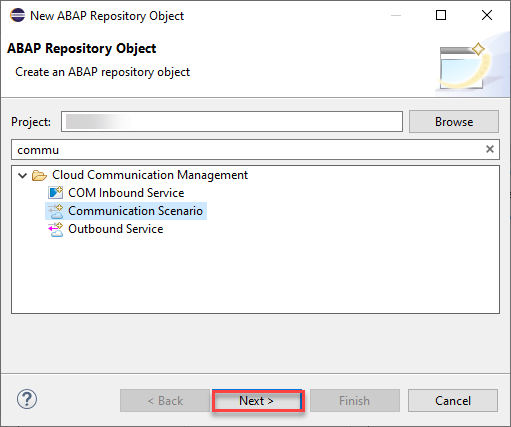 New ABAP Repository Object
ABAP Repository Object
Create an ABAP repository object
Project:
Browse
commu
Cloud Communication Management
COM Inbound Service
Communication Scenario
Outbound Service
? < Back Next > Finish Cancel